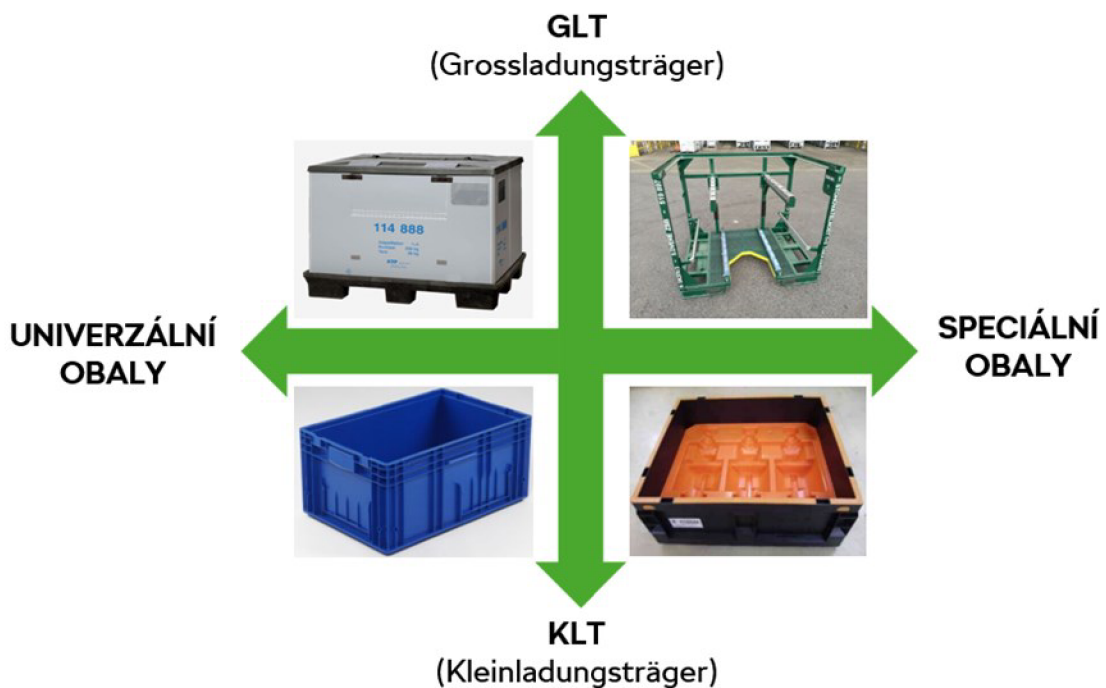 GLT
(Grossladungsträger)
114 888
UNIVERZÁLNÍ
OBALY
SPECIÁLNÍ
OBALY
KLT
(Kleinladungsträger)